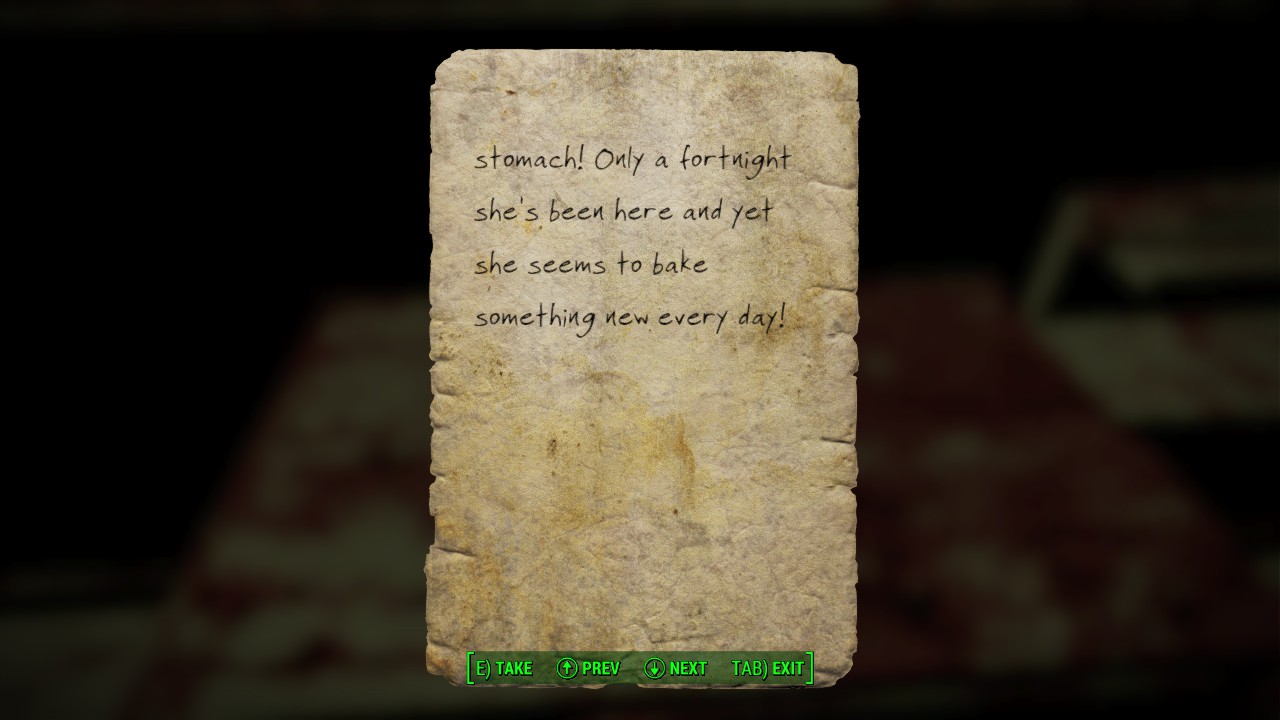 stomach! Only a fortnight
she's been here and yet
she seems to bake
something new every day!
E) TAKE PREV NEXT TAB) EXIT